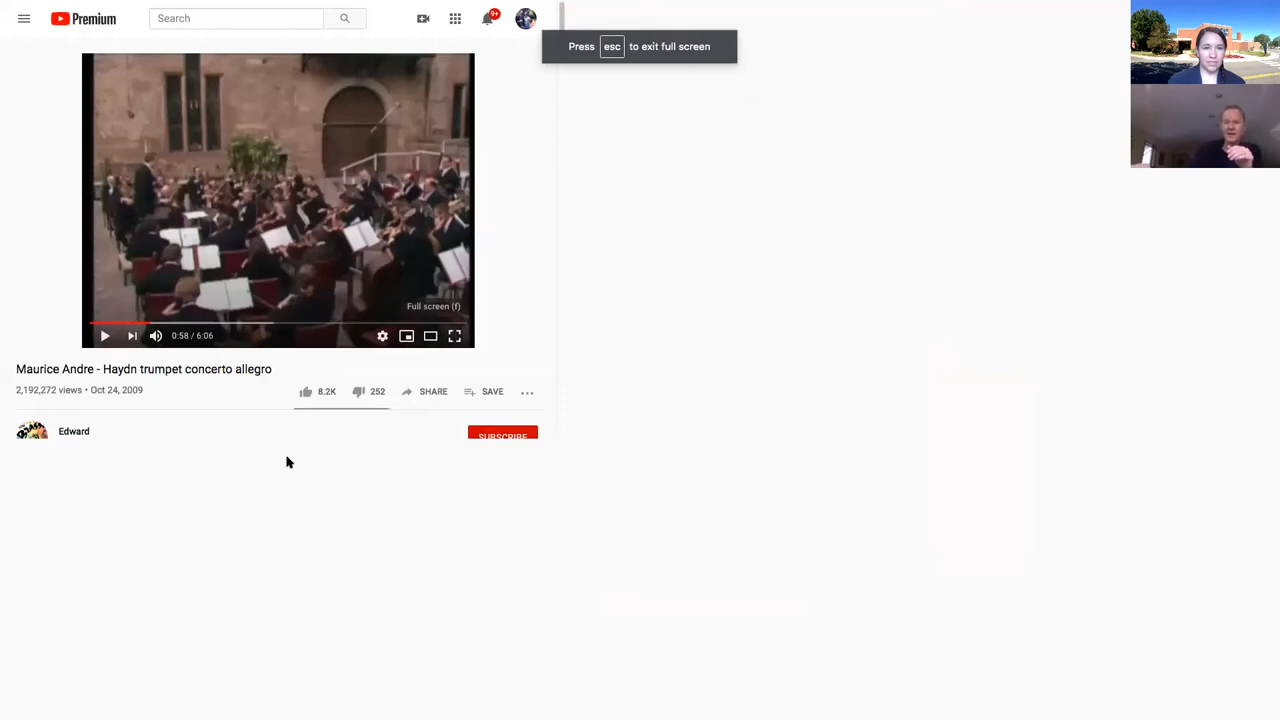 Premium
Search
9+
Press esc to exit full screen
Full screen (f)
0:58 / 6:06
Maurice Andre - Haydn trumpet concerto allegro
2,192,272 views • Oct 24, 2009
8.2K
252
SHARE
SAVE
Edward
SUBSCRIBE